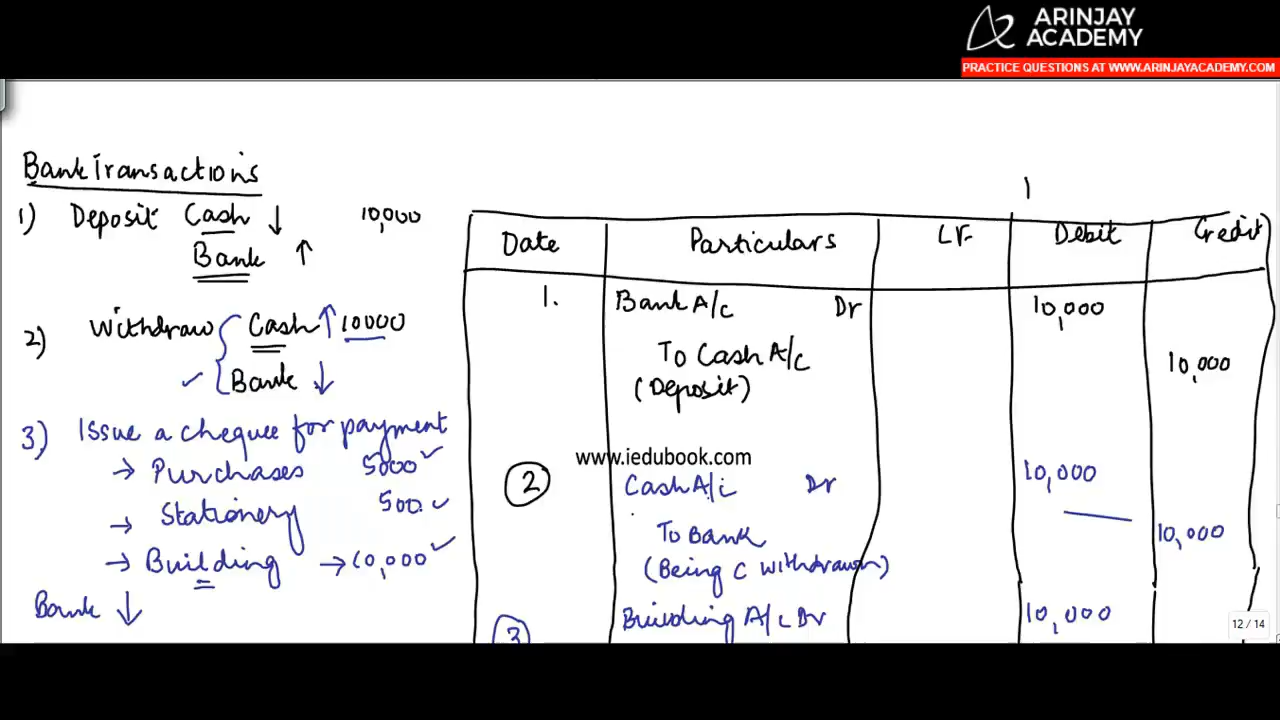 ARINJAY
ACADEMY
PRACTICE QUESTIONS AT WWW.ARINJAYACADEMY.COM
Bank Transactions
1) Deposit Cash ↓ 10,000
Bank ↑
2) Withdraw Cash ↑ 10000
Bank ↓
3) Issue a cheque for payment
→ Purchases 5000 ✓
→ Stationery 500 ✓
→ Building → 10,000 ✓
Bank ↓
1
Date Particulars LF. Debit Credit
1. Bank A/c Dr 10,000
To Cash A/c 10,000
(Deposit)
www.iedubook.com
2 Cash A/c Dr 10,000
To Bank 10,000
(Being C withdrawn)
3 Building A/c Dr 10,000
12 / 14